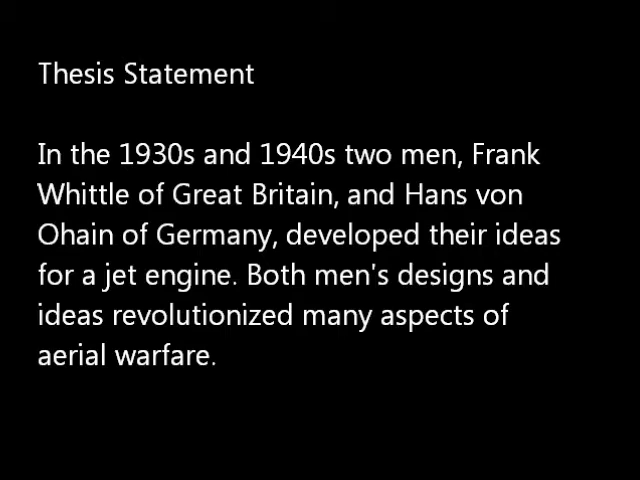 Thesis Statement
In the 1930s and 1940s two men, Frank
Whittle of Great Britain, and Hans von
Ohain of Germany, developed their ideas
for a jet engine. Both men's designs and
ideas revolutionized many aspects of
aerial warfare.